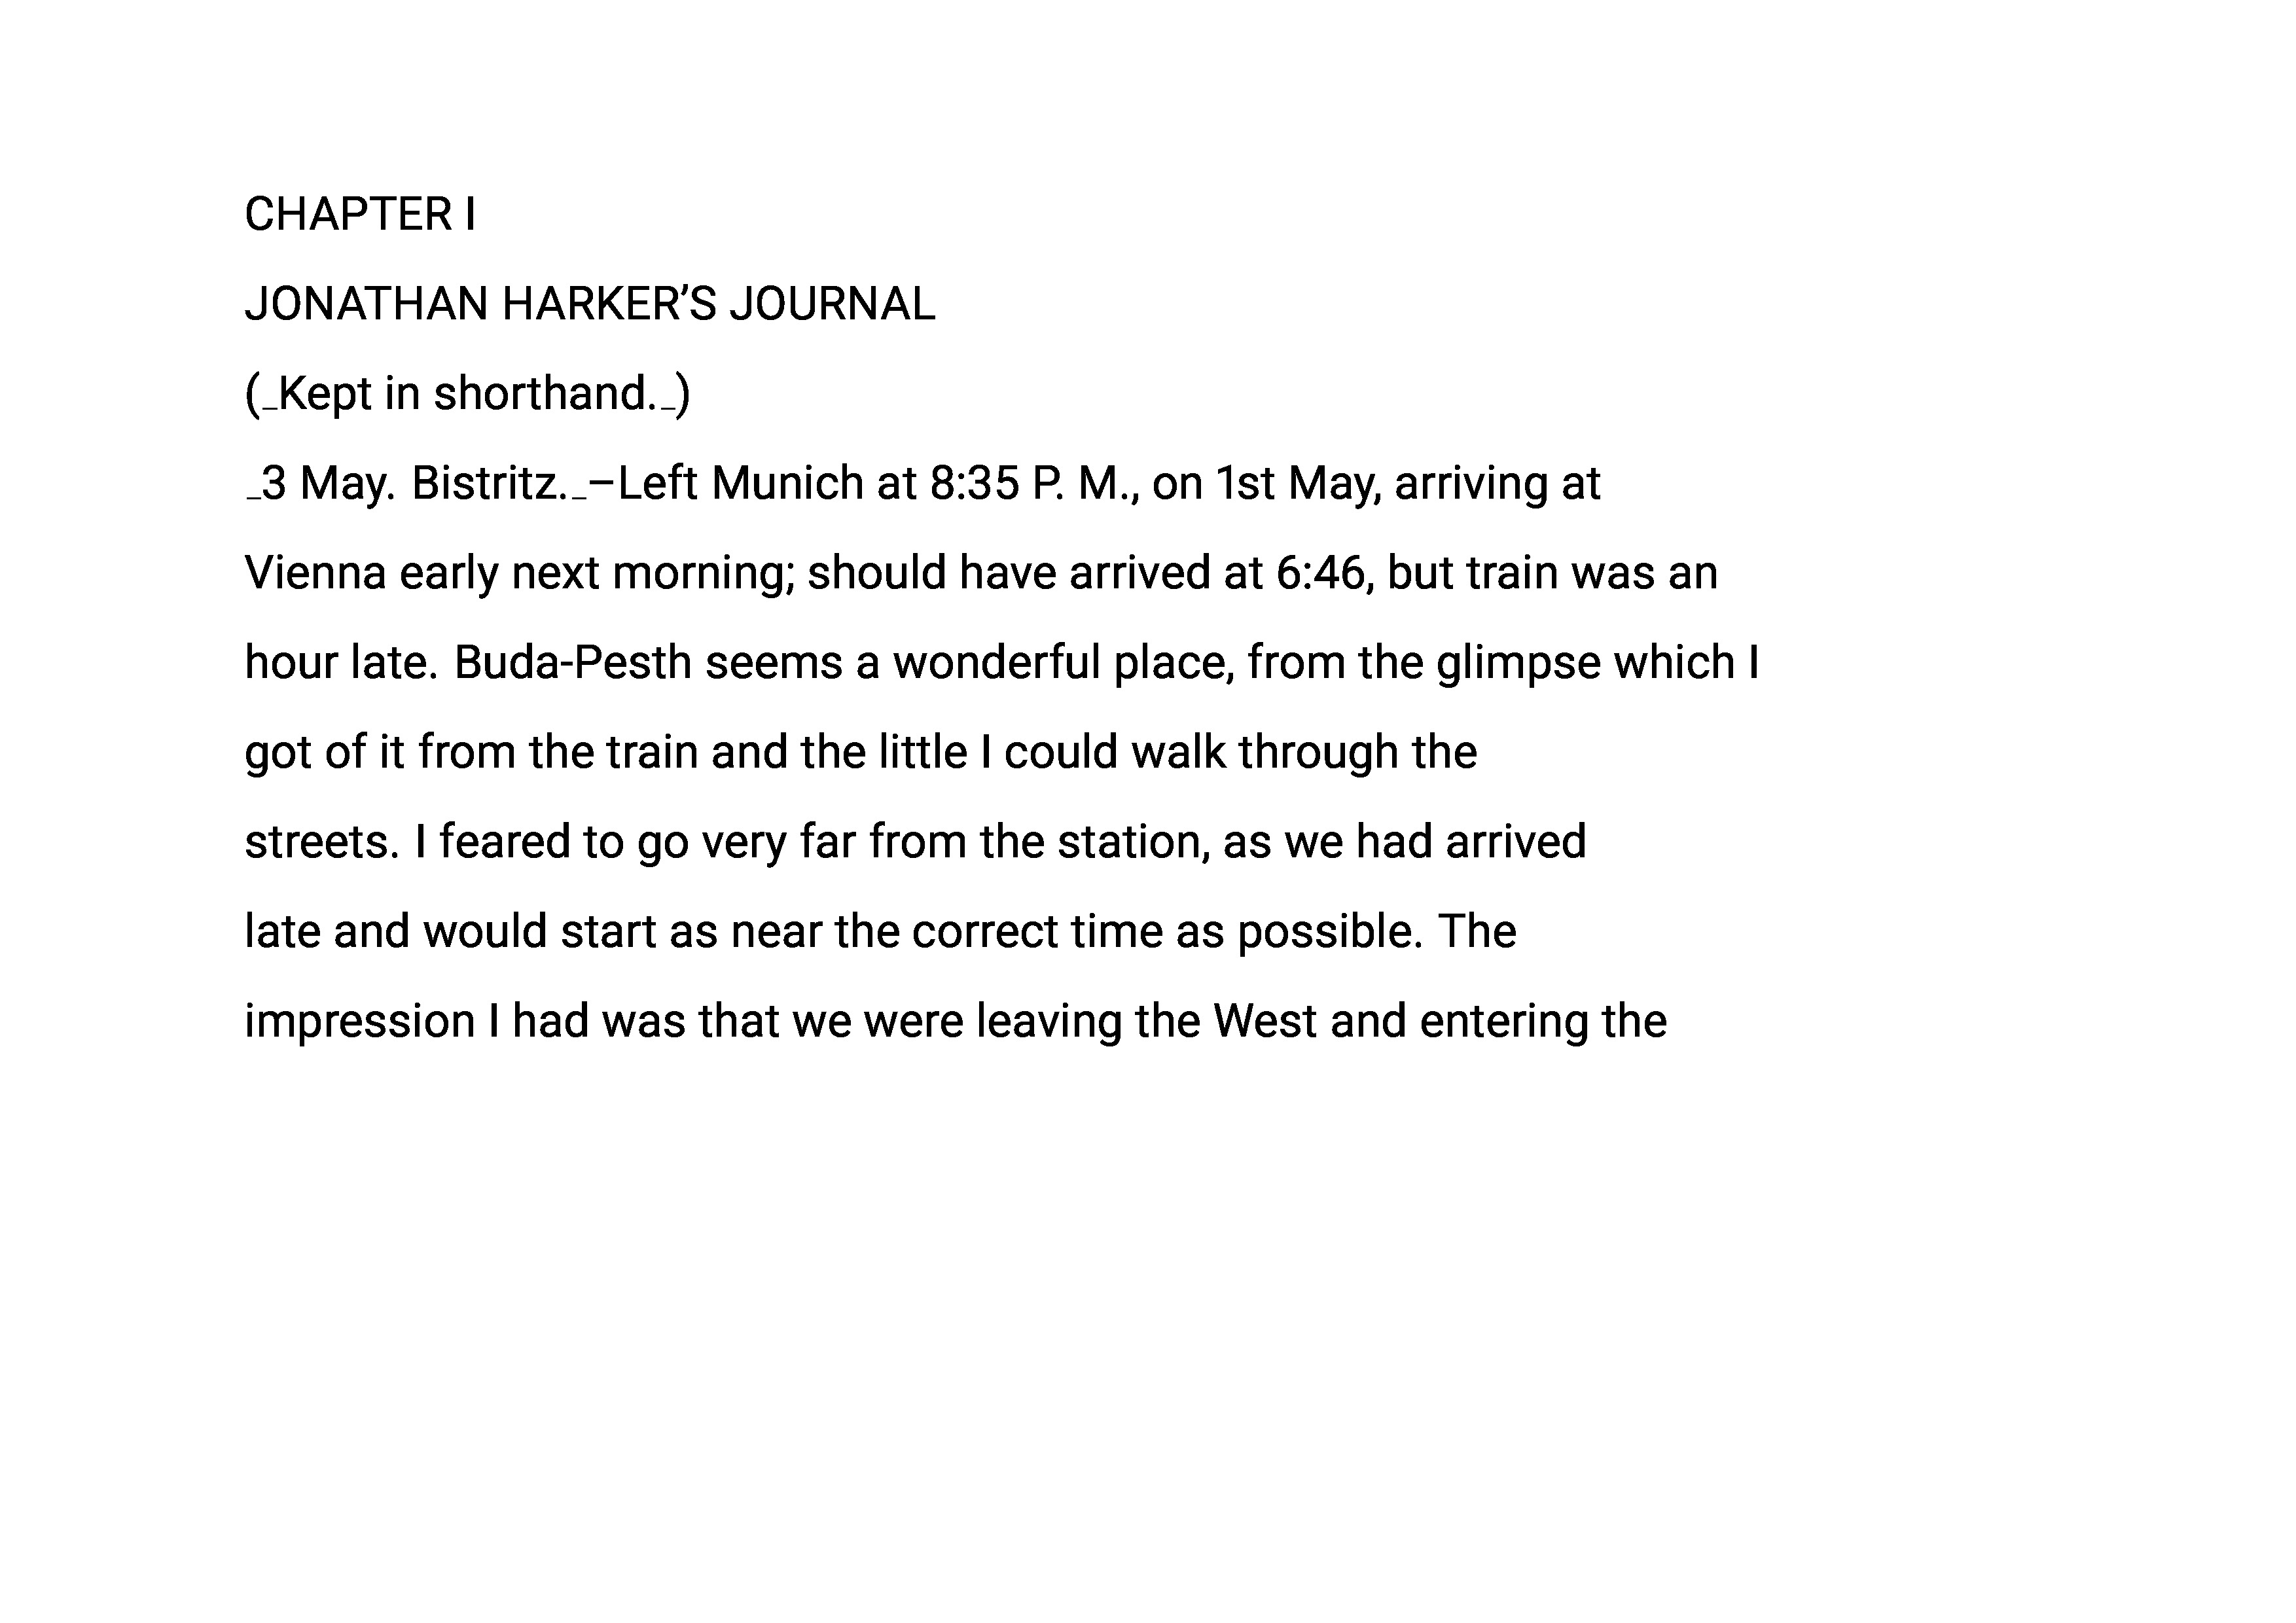 CHAPTER I
JONATHAN HARKER’S JOURNAL
(_Kept in shorthand._)
_3 May. Bistritz._–Left Munich at 8:35 P. M., on 1st May, arriving at
Vienna early next morning; should have arrived at 6:46, but train was an
hour late. Buda-Pesth seems a wonderful place, from the glimpse which I
got of it from the train and the little I could walk through the
streets. I feared to go very far from the station, as we had arrived
late and would start as near the correct time as possible. The
impression I had was that we were leaving the West and entering the